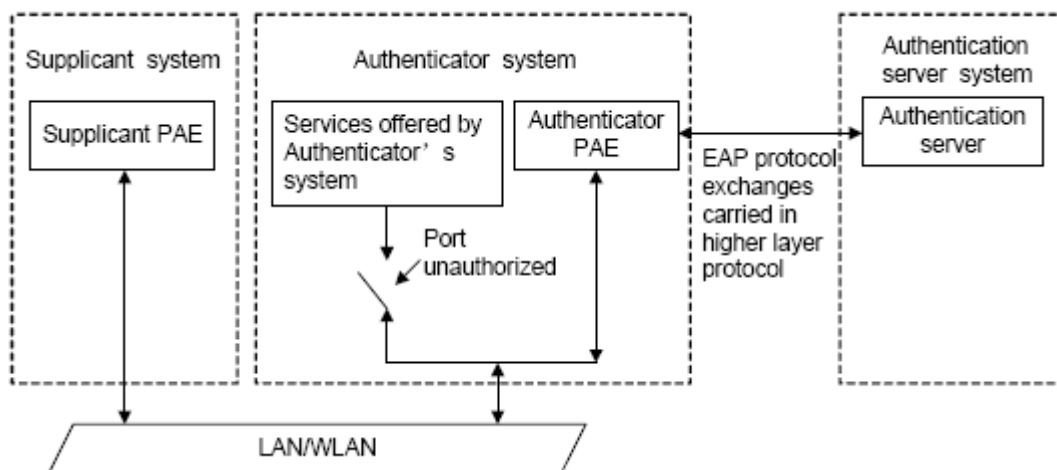 Supplicant system
Supplicant PAE
Authenticator system
Services offered by
Authenticator's
system
Authenticator
PAE
Port
unauthorized
EAP protocol
exchanges
carried in
higher layer
protocol
Authentication
server system
Authentication
server
LAN/WLAN